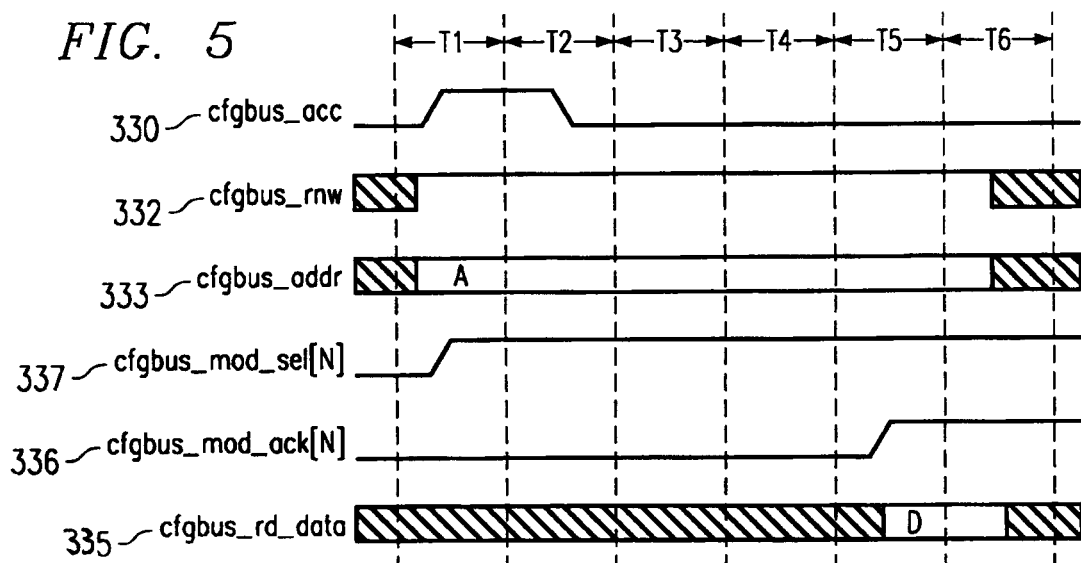 FIG. 5
T1 T2 T3 T4 T5 T6
330 cfgbus_acc
332 cfgbus_rnw
333 cfgbus_addr A
337 cfgbus_mod_sel[N]
336 cfgbus_mod_ack[N]
335 cfgbus_rd_data D